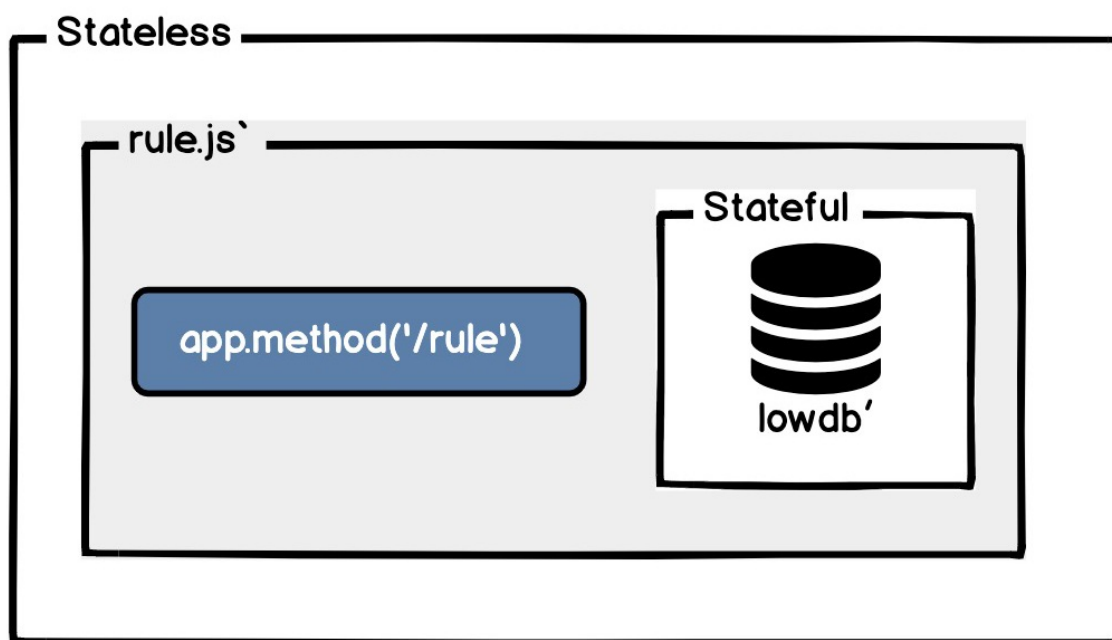 Stateless
rule.js`
Stateful
app.method('/rule')
lowdb′